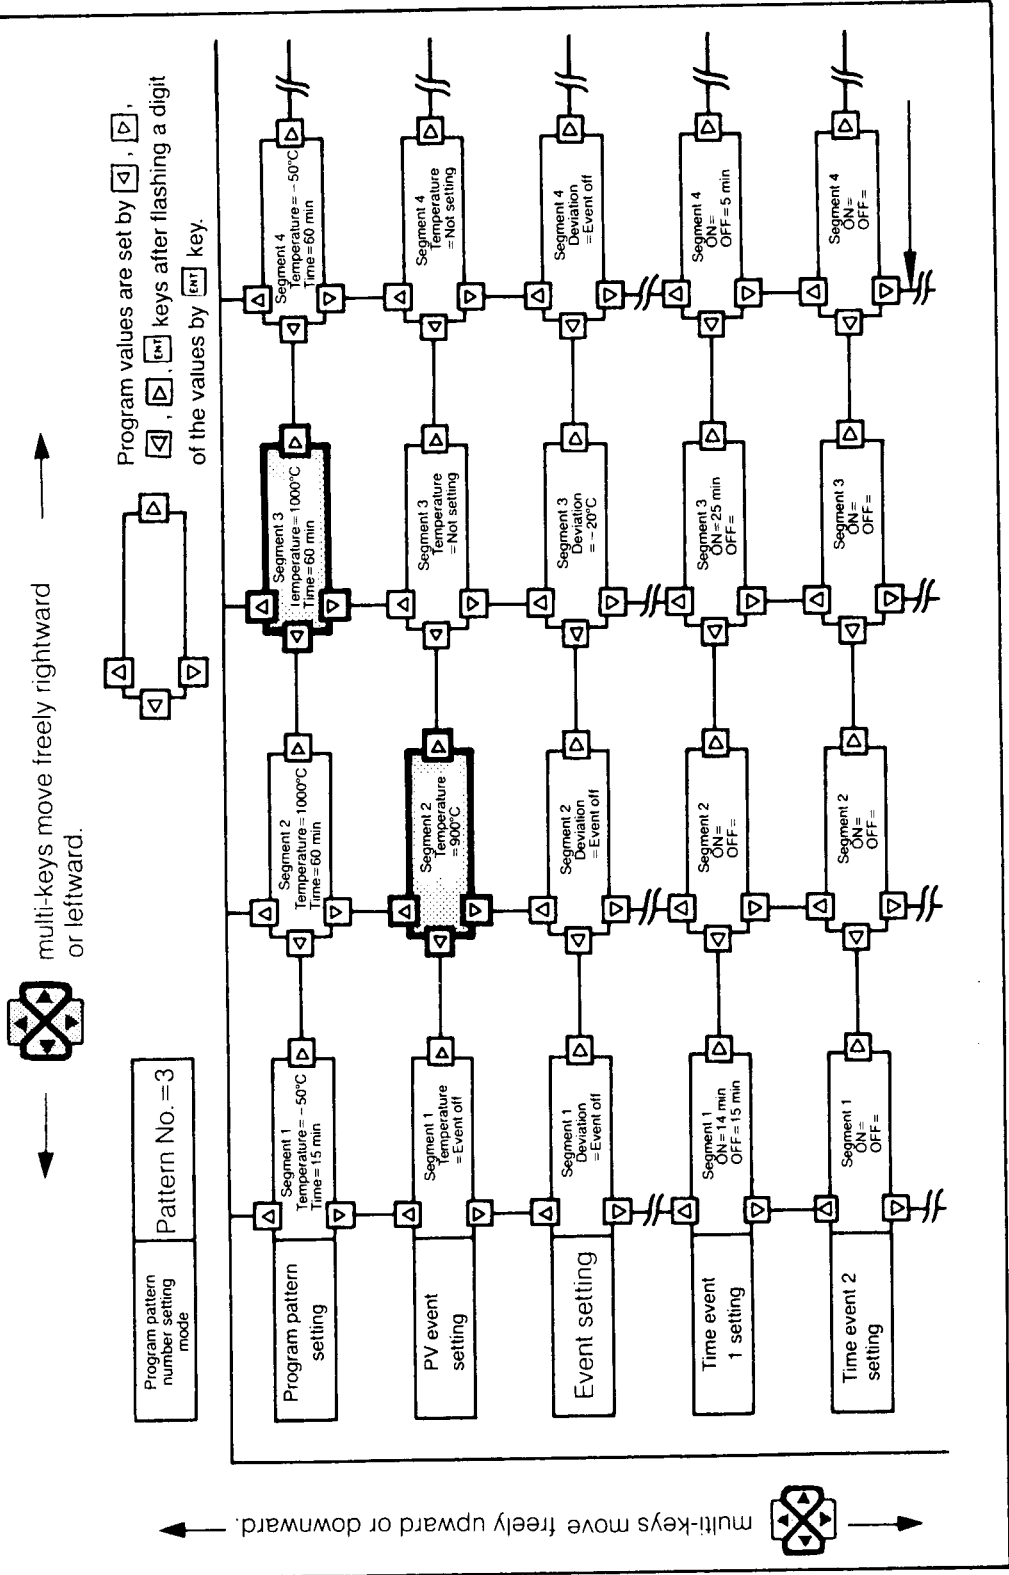 multi-keys move freely rightward
or leftward.
Program values are set by
keys after flashing a digit
of the values by ENT key.
ENT
Program pattern
number setting
mode
Pattern No. = 3
Program pattern
setting
Segment 1
Temperature = −50°C
Time = 15 min
Segment 2
Temperature = 1000°C
Time = 60 min
Segment 3
Temperature = 1000°C
Time = 60 min
Segment 4
Temperature = −50°C
Time = 60 min
PV event
setting
Segment 1
Temperature
= Event off
Segment 2
Temperature
= 900°C
Segment 3
Temperature
= Not setting
Segment 4
Temperature
= Not setting
Event setting
Segment 1
Deviation
= Event off
Segment 2
Deviation
= Event off
Segment 3
Deviation
= −20°C
Segment 4
Deviation
= Event off
Time event
1 setting
Segment 1
ON = 14 min
OFF = 15 min
Segment 2
ON =
OFF =
Segment 3
ON = 25 min
OFF =
Segment 4
ON =
OFF = 5 min
Time event 2
setting
Segment 1
ON =
OFF =
Segment 2
ON =
OFF =
Segment 3
ON =
OFF =
Segment 4
ON =
OFF =
multi-keys move freely upward or downward.